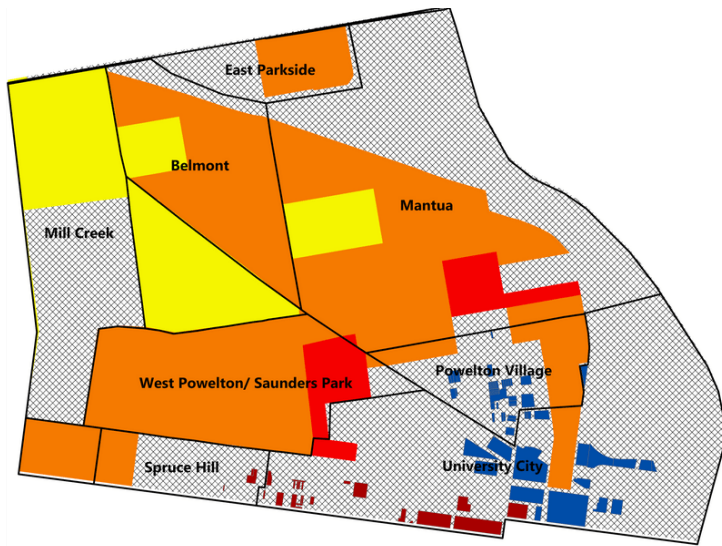 East Parkside
Belmont
Mantua
Mill Creek
Powelton Village
West Powelton/ Saunders Park
Spruce Hill
University City